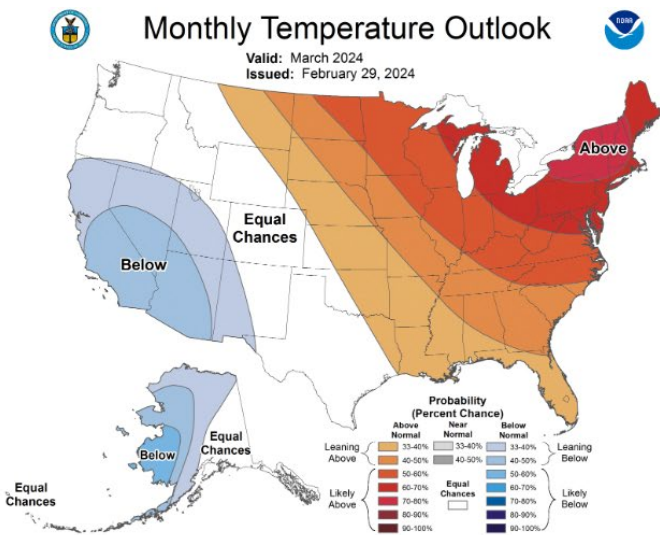 Monthly Temperature Outlook
Valid: March 2024
Issued: February 29, 2024
NOAA
Above
Equal
Chances
Below
Probability
(Percent Chance)
Above
Normal
Near
Normal
Below
Normal
Leaning
Above
33-40%
33-40%
33-40%
Leaning
Below
40-50%
40-50%
40-50%
Likely
Above
50-60%
Equal
Chances
50-60%
Likely
Below
60-70%
60-70%
70-80%
70-80%
80-90%
80-90%
90-100%
90-100%
Below
Equal
Chances
Equal
Chances